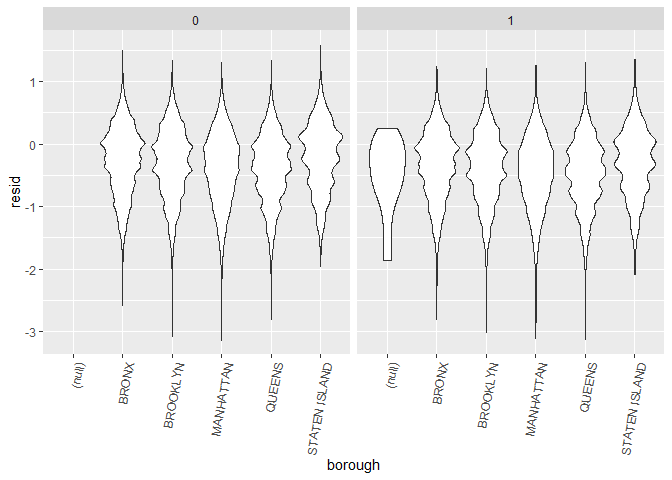 0
1
resid
1
0
-1
-2
-3
(null)
BRONX
BROOKLYN
MANHATTAN
QUEENS
STATEN ISLAND
(null)
BRONX
BROOKLYN
MANHATTAN
QUEENS
STATEN ISLAND
borough